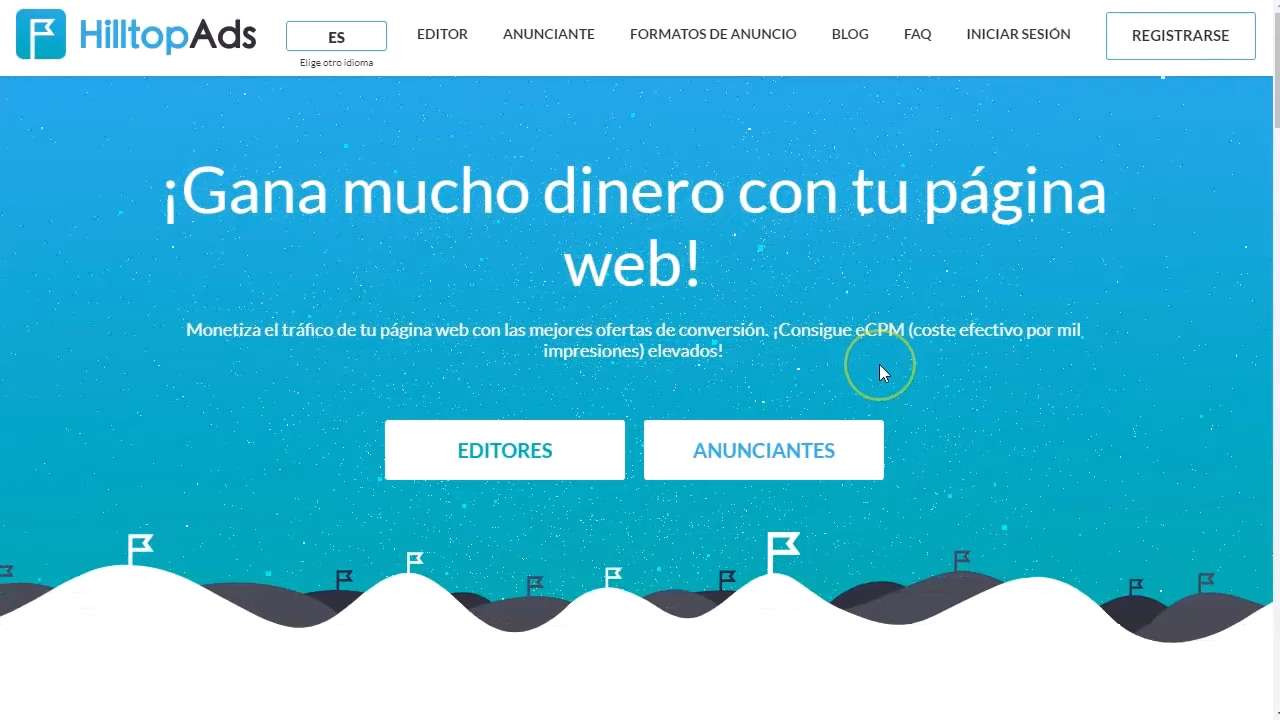 HilltopAds
ES
Elige otro idioma
EDITOR
ANUNCIANTE
FORMATOS DE ANUNCIO
BLOG
FAQ
INICIAR SESIÓN
REGISTRARSE
¡Gana mucho dinero con tu página
web!
Monetiza el tráfico de tu página web con las mejores ofertas de conversión. ¡Consigue eCPM (coste efectivo por mil
impresiones) elevados!
EDITORES
ANUNCIANTES